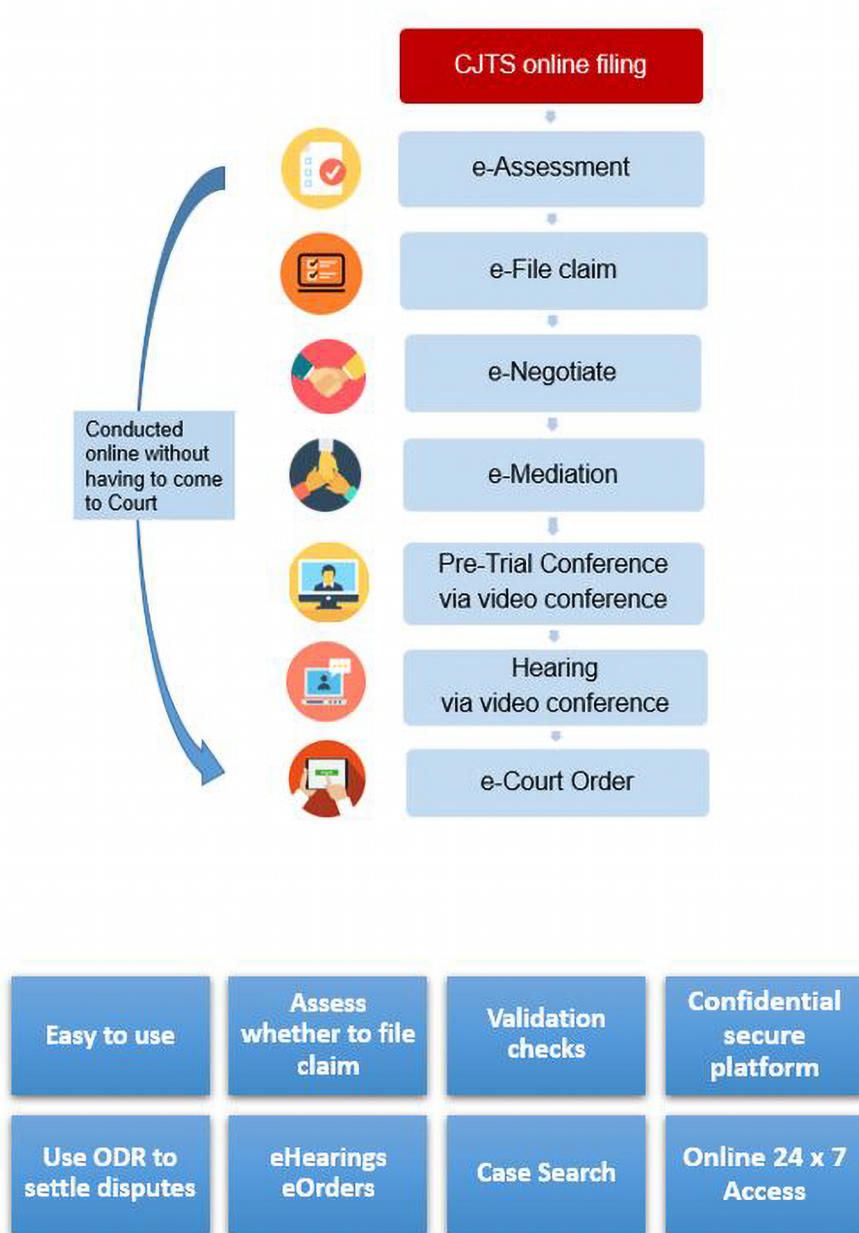 CJTS online filing
e-Assessment
e-File claim
e-Negotiate
Conducted
online without
having to come
to Court
e-Mediation
Pre-Trial Conference
via video conference
Hearing
via video conference
e-Court Order
Easy to use
Assess
whether to file
claim
Validation
checks
Confidential
secure
platform
Use ODR to
settle disputes
eHearings
eOrders
Case Search
Online 24 x 7
Access